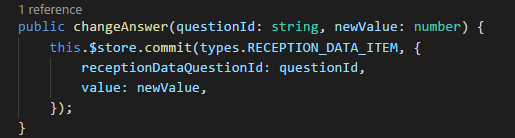 1 reference
public changeAnswer(questionId: string, newValue: number) {
    this.$store.commit(types.RECEPTION_DATA_ITEM, {
        receptionDataQuestionId: questionId,
        value: newValue,
    });
}